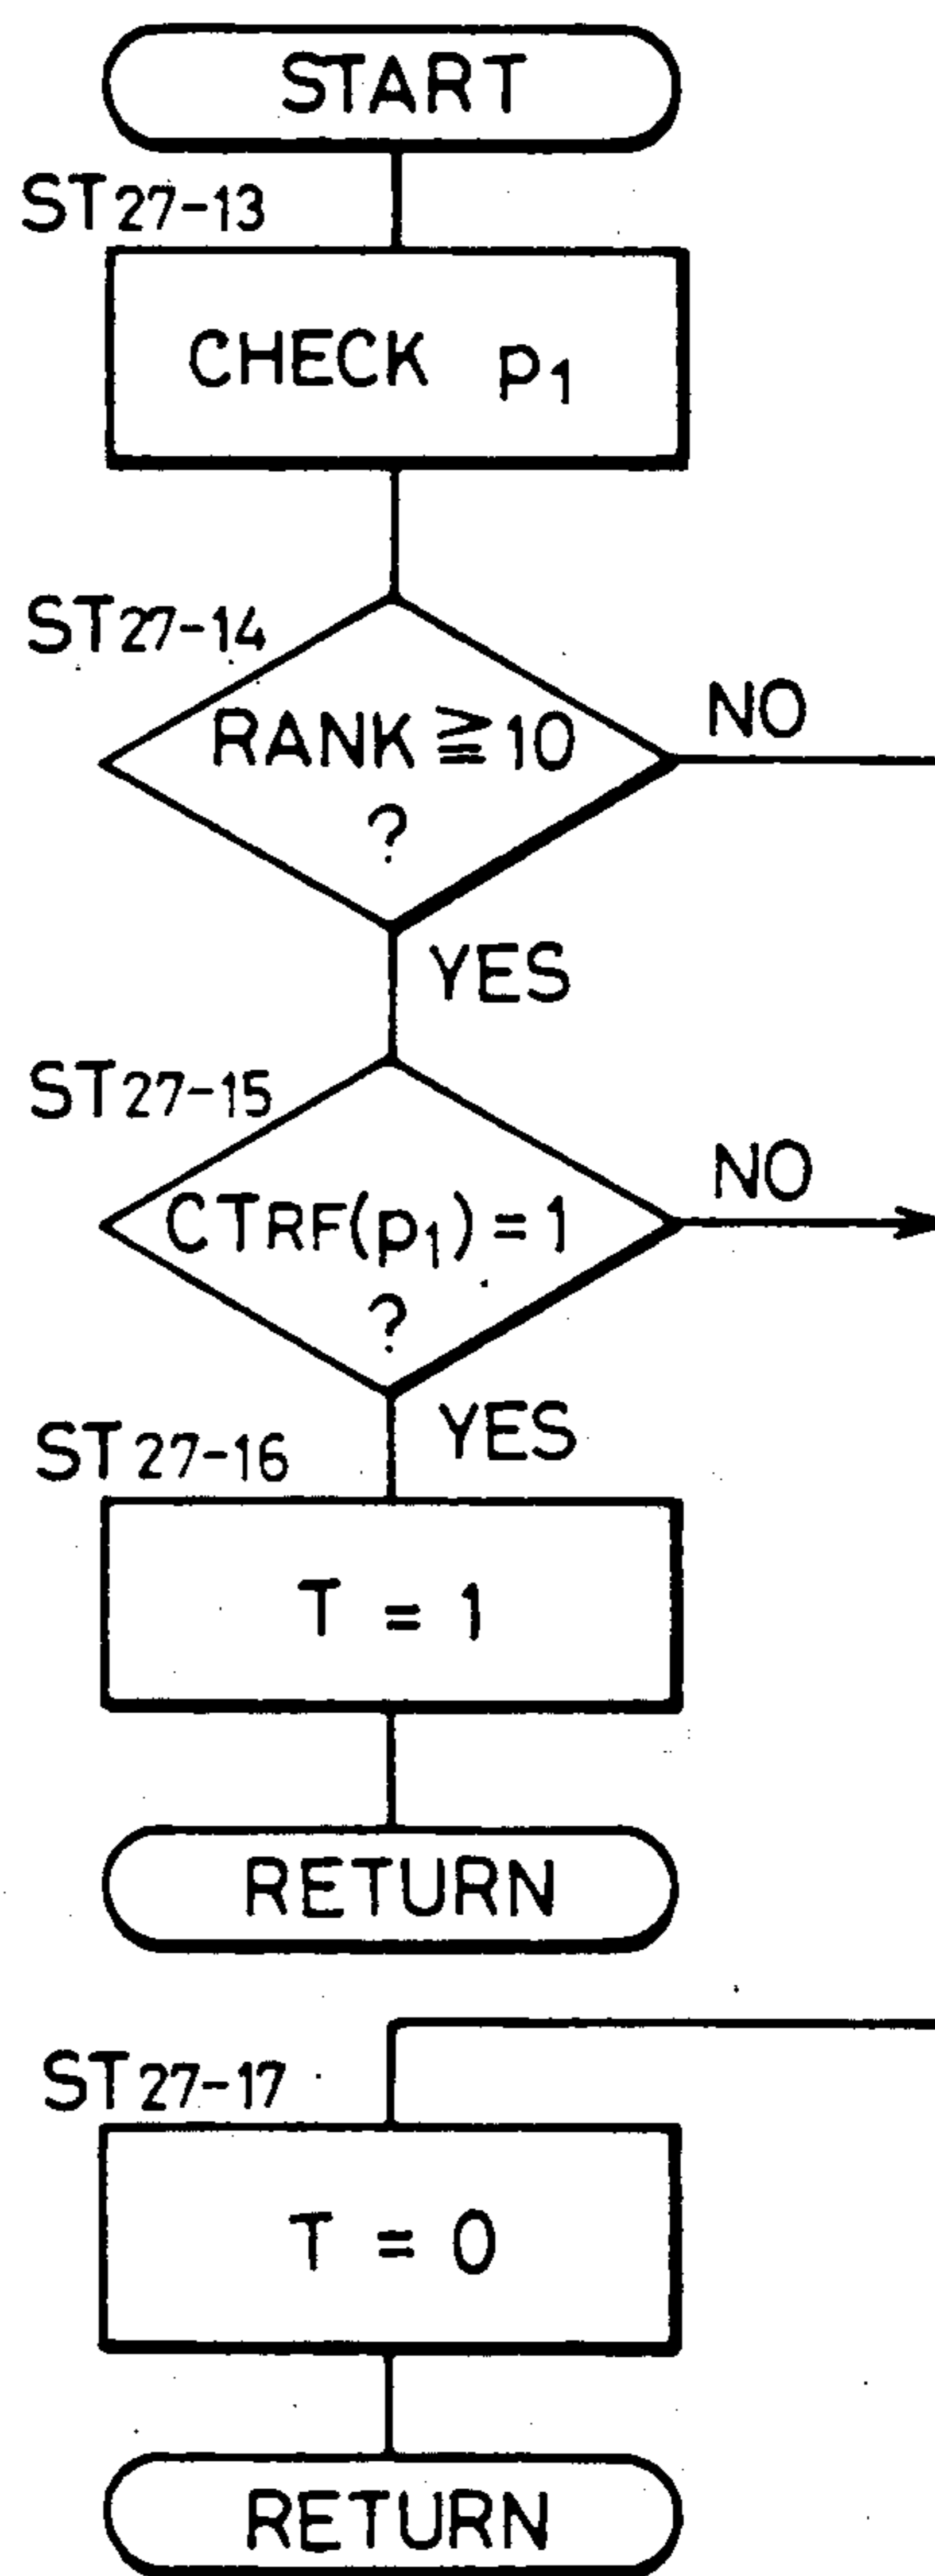 START
ST27-13
CHECK p1
ST27-14
RANK ≧ 10
?
NO
YES
ST27-15
CTRF(p1) = 1
?
NO
YES
ST27-16
T = 1
RETURN
ST27-17
T = 0
RETURN